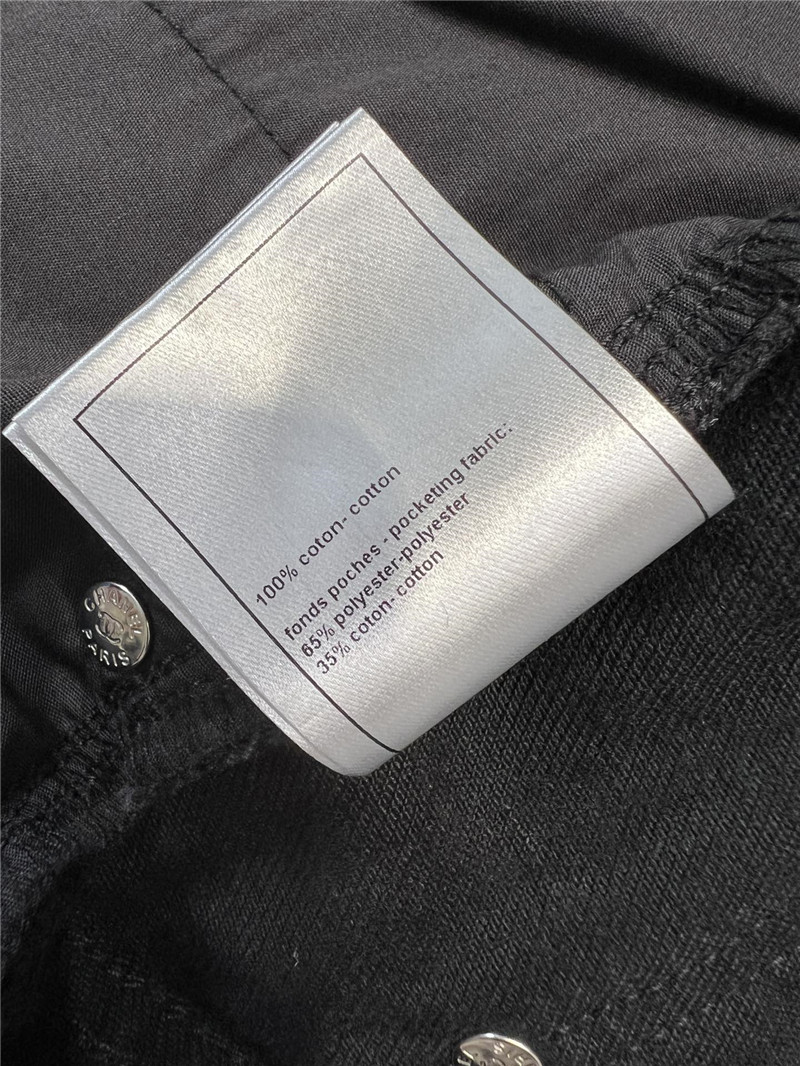 100% coton- cotton
fonds poches - pocketing fabric:
65% polyester-polyester
35% coton- cotton
CHANEL
PARIS